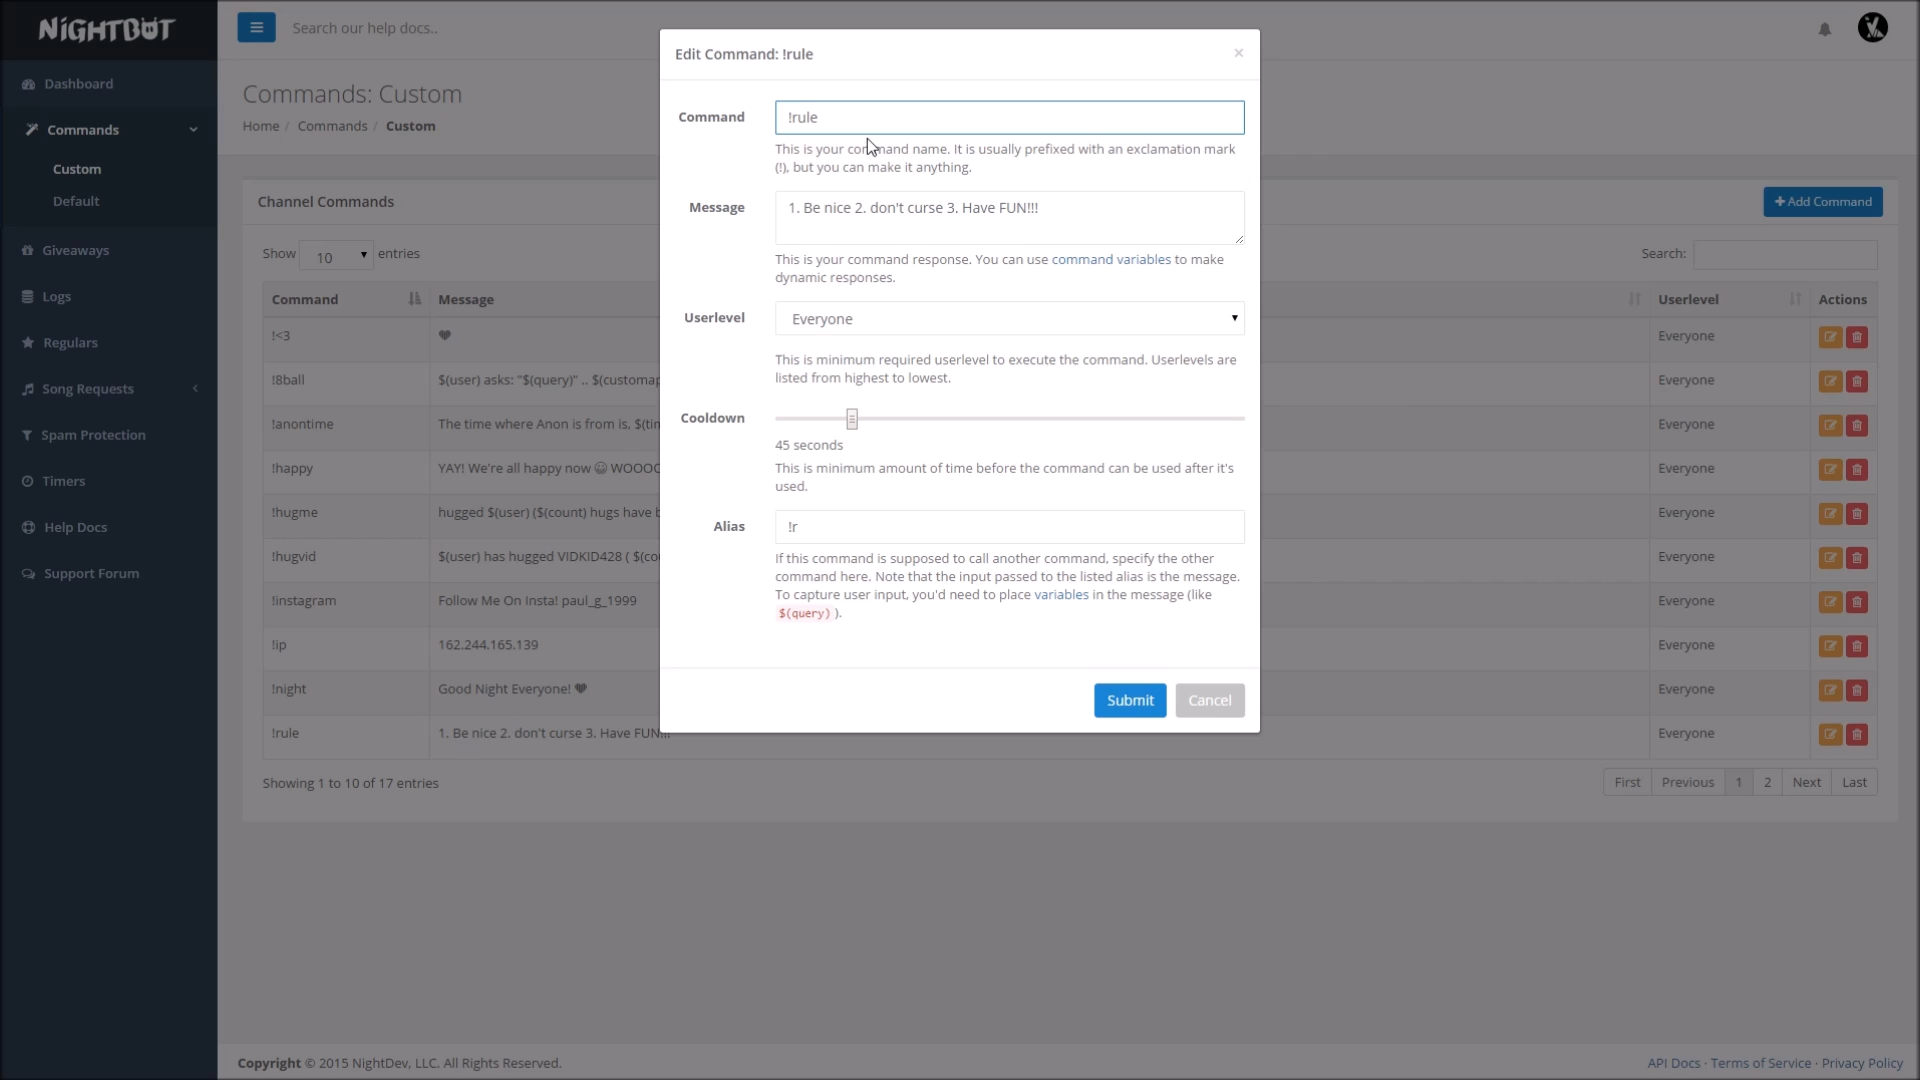 NiGHTBOT
Search our help docs..
Dashboard
Commands
Custom
Default
Giveaways
Logs
Regulars
Song Requests
Spam Protection
Timers
Help Docs
Support Forum
Commands: Custom
Home / Commands / Custom
Channel Commands
+ Add Command
Show 10 entries
Search:
Command Message Userlevel Actions
!<3 ♥ Everyone
!8ball $(user) asks: "$(query)" .. Everyone
!anontime The time where Anon is from is, Everyone
!happy YAY! We're all happy now 😀 Everyone
!hugme hugged $(user) ($(count) hugs have Everyone
!hugvid $(user) has hugged VIDKID428 ( Everyone
!instagram Follow Me On Insta! paul_g_1999 Everyone
!ip 162.244.165.139 Everyone
!night Good Night Everyone! ♥ Everyone
!rule 1. Be nice 2. don't curse 3. Have FUN!!! Everyone
Showing 1 to 10 of 17 entries
First Previous 1 2 Next Last
Edit Command: !rule ×
Command !rule
This is your command name. It is usually prefixed with an exclamation mark
(!), but you can make it anything.
Message 1. Be nice 2. don't curse 3. Have FUN!!!
This is your command response. You can use command variables to make
dynamic responses.
Userlevel Everyone
This is minimum required userlevel to execute the command. Userlevels are
listed from highest to lowest.
Cooldown
45 seconds
This is minimum amount of time before the command can be used after it's
used.
Alias !r
If this command is supposed to call another command, specify the other
command here. Note that the input passed to the listed alias is the message.
To capture user input, you'd need to place variables in the message (like
$(query) ).
Submit Cancel
Copyright © 2015 NightDev, LLC. All Rights Reserved.
API Docs · Terms of Service · Privacy Policy